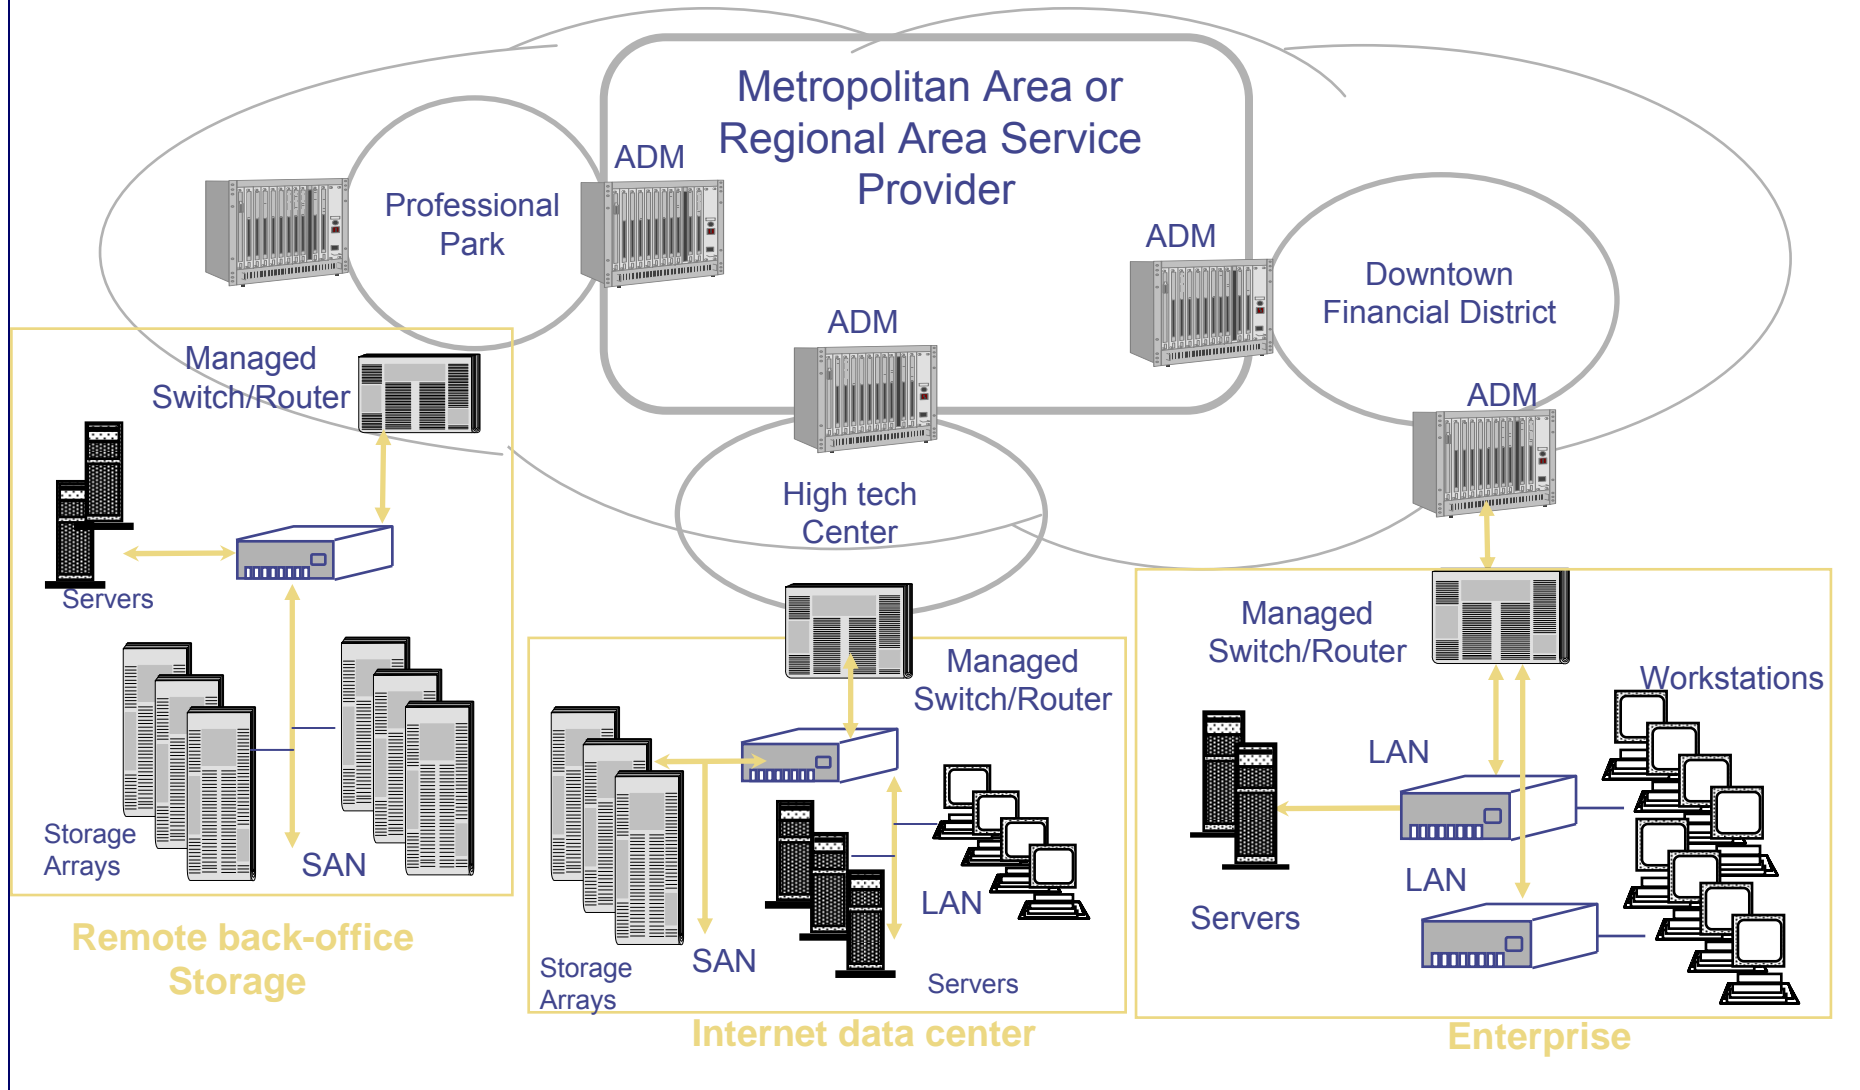 Metropolitan Area or
Regional Area Service
Provider
ADM
Professional
Park
ADM
Downtown
Financial District
ADM
ADM
Managed
Switch/Router
High tech
Center
Servers
Managed
Switch/Router
Managed
Switch/Router
Workstations
LAN
Storage
Arrays
SAN
LAN
LAN
Servers
Remote back-office
Storage
SAN
Storage
Arrays
Servers
Internet data center
Enterprise